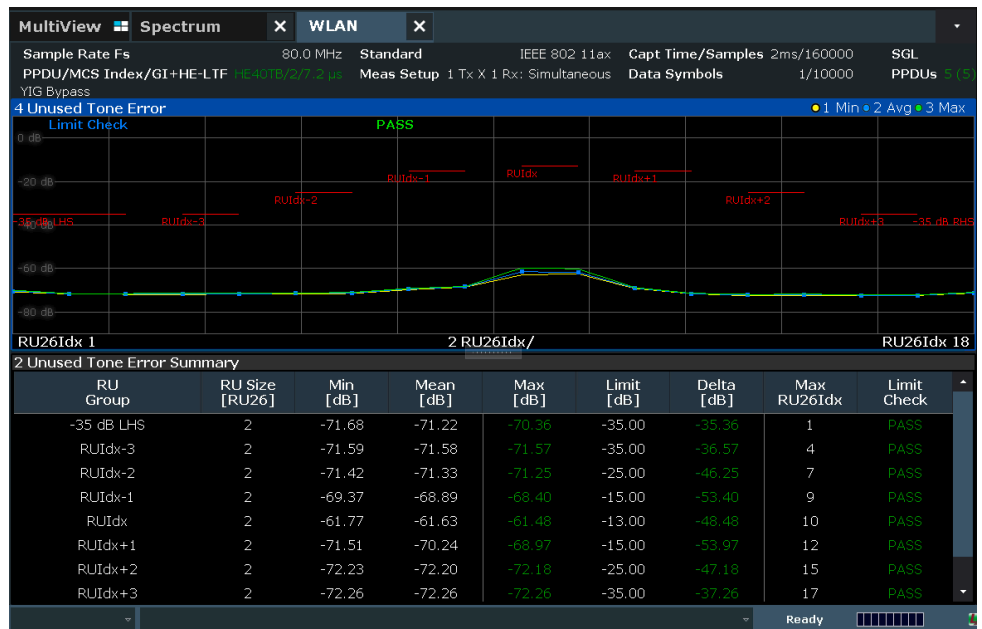 MultiView Spectrum X WLAN X
Sample Rate Fs 80.0 MHz Standard IEEE 802 11ax Capt Time/Samples 2ms/160000 SGL
PPDU/MCS Index/GI+HE-LTF HE40TB/2/7.2 µs Meas Setup 1 Tx X 1 Rx: Simultaneous Data Symbols 1/10000 PPDUs 5 (5)
YIG Bypass
4 Unused Tone Error 1 Min 2 Avg 3 Max
Limit Check PASS
0 dB
RUIdx
RUIdx-1 RUIdx+1
-20 dB
RUIdx-2 RUIdx+2
-35 dB LHS RUIdx-3 RUIdx+3 -35 dB RHS
-40 dB
-60 dB
-80 dB
RU26Idx 1 2 RU26Idx/ RU26Idx 18
2 Unused Tone Error Summary
RU Group RU Size [RU26] Min [dB] Mean [dB] Max [dB] Limit [dB] Delta [dB] Max RU26Idx Limit Check
-35 dB LHS 2 -71.68 -71.22 -70.36 -35.00 -35.36 1 PASS
RUIdx-3 2 -71.59 -71.58 -71.57 -35.00 -36.57 4 PASS
RUIdx-2 2 -71.42 -71.33 -71.25 -25.00 -46.25 7 PASS
RUIdx-1 2 -69.37 -68.89 -68.40 -15.00 -53.40 9 PASS
RUIdx 2 -61.77 -61.63 -61.48 -13.00 -48.48 10 PASS
RUIdx+1 2 -71.51 -70.24 -68.97 -15.00 -53.97 12 PASS
RUIdx+2 2 -72.23 -72.20 -72.18 -25.00 -47.18 15 PASS
RUIdx+3 2 -72.26 -72.26 -72.26 -35.00 -37.26 17 PASS
Ready